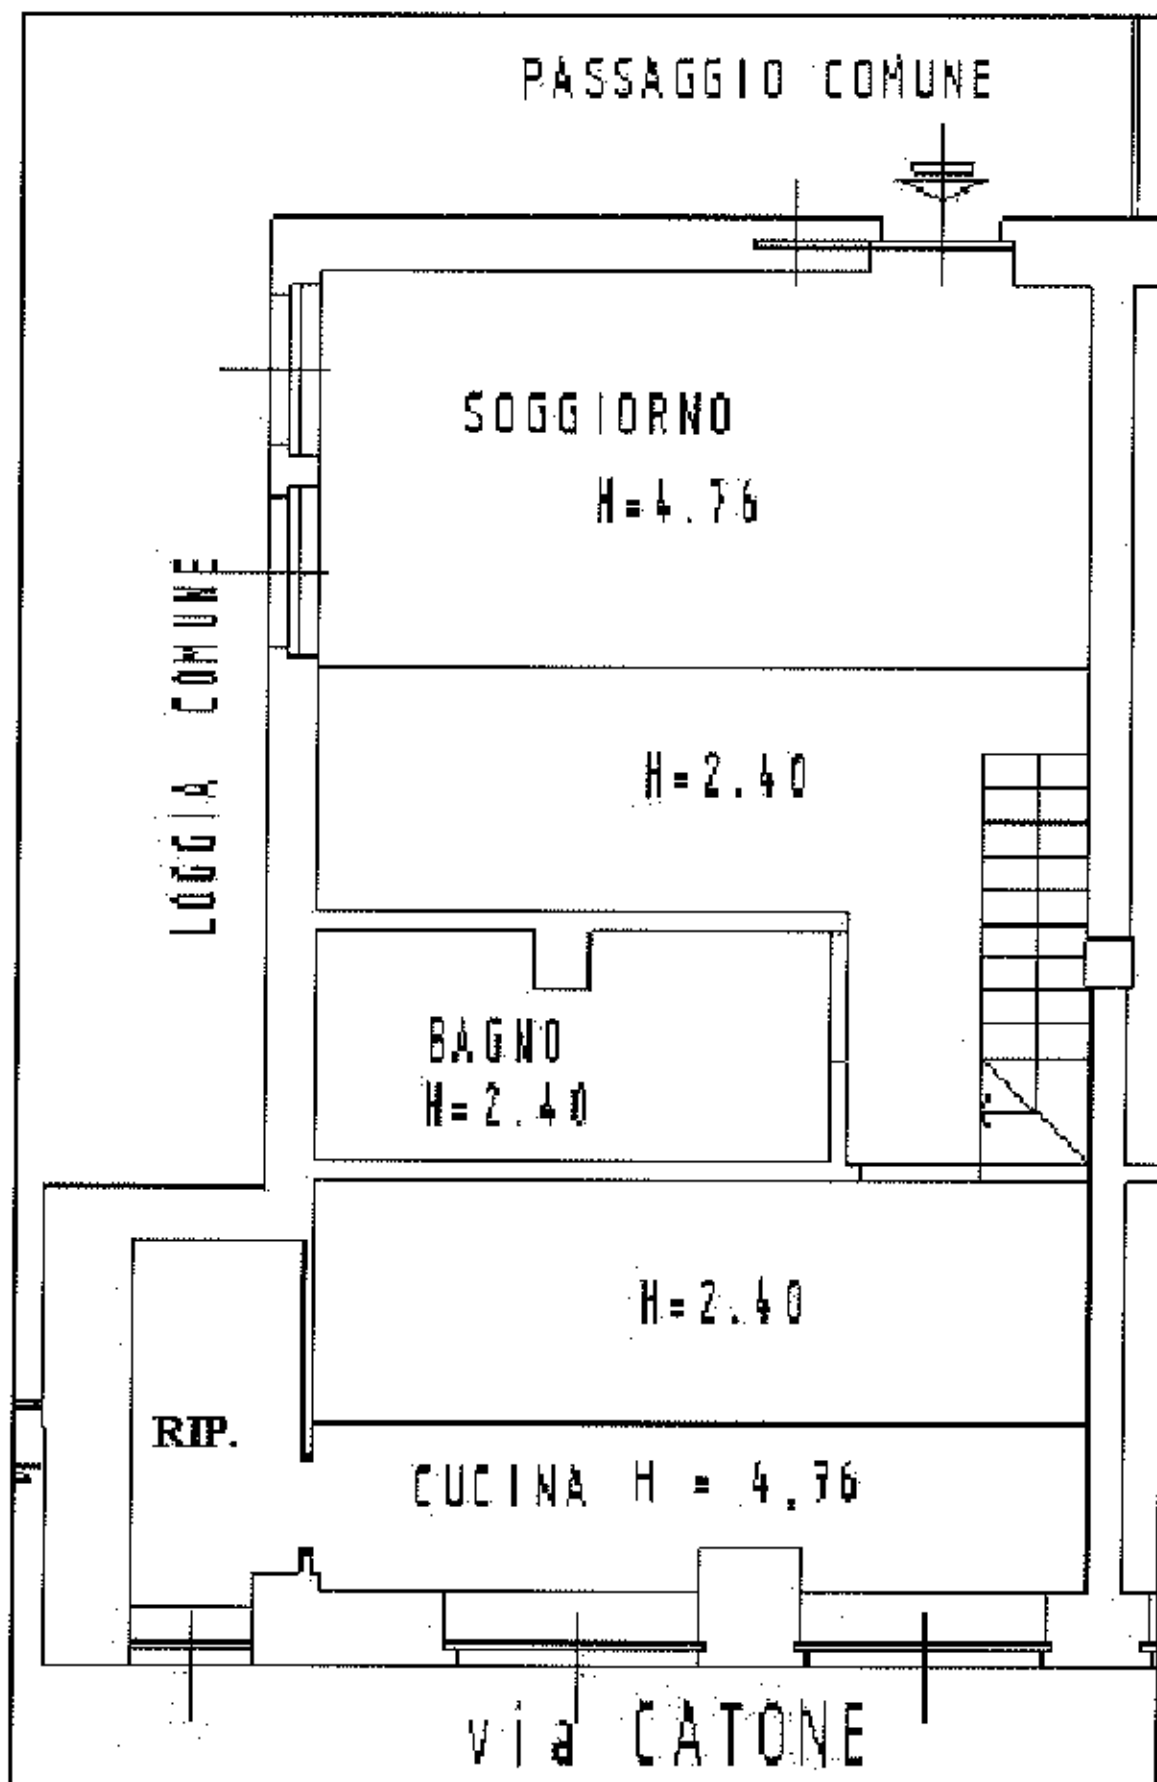 PASSAGGIO COMUNE
SOGGIORNO
H=4.76
LOGGIA COMUNE
H=2.40
BAGNO
H=2.40
H=2.40
RIP.
CUCINA H = 4.76
via CATONE